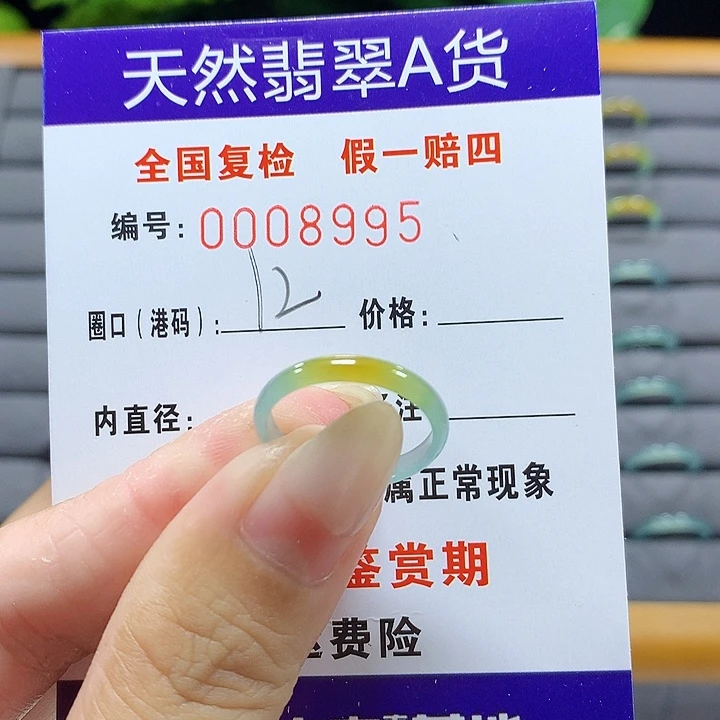 天然翡翠A货
全国复检 假一赔四
编号: 0008995
圈口(港码): 12 价格:
内直径: 注
属正常现象
鉴赏期
费险